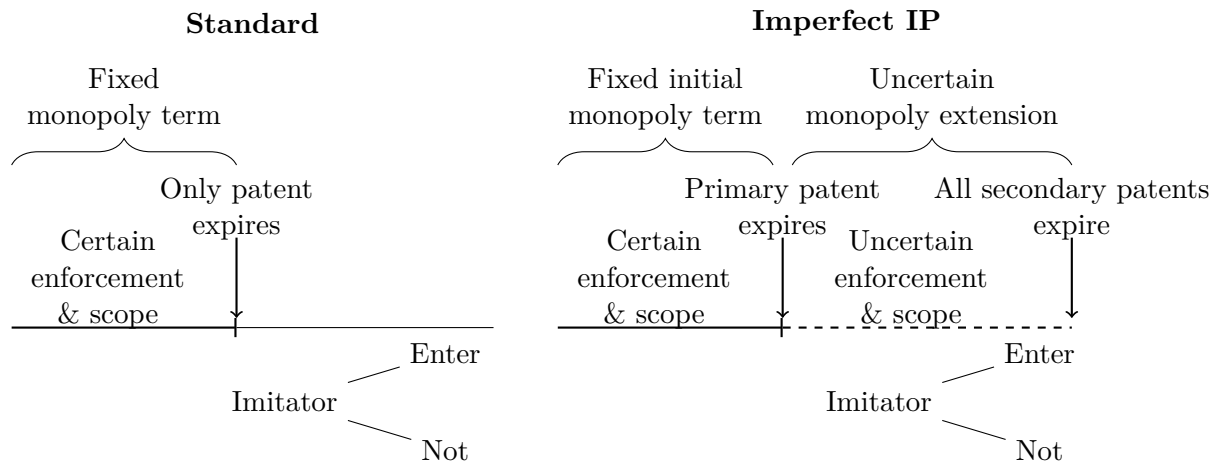 Standard
Fixed
monopoly term
Only patent
expires
Certain
enforcement
& scope
Enter
Imitator
Not
Imperfect IP
Fixed initial
monopoly term
Uncertain
monopoly extension
Primary patent
expires
All secondary patents
expire
Certain
enforcement
& scope
Uncertain
enforcement
& scope
Enter
Imitator
Not